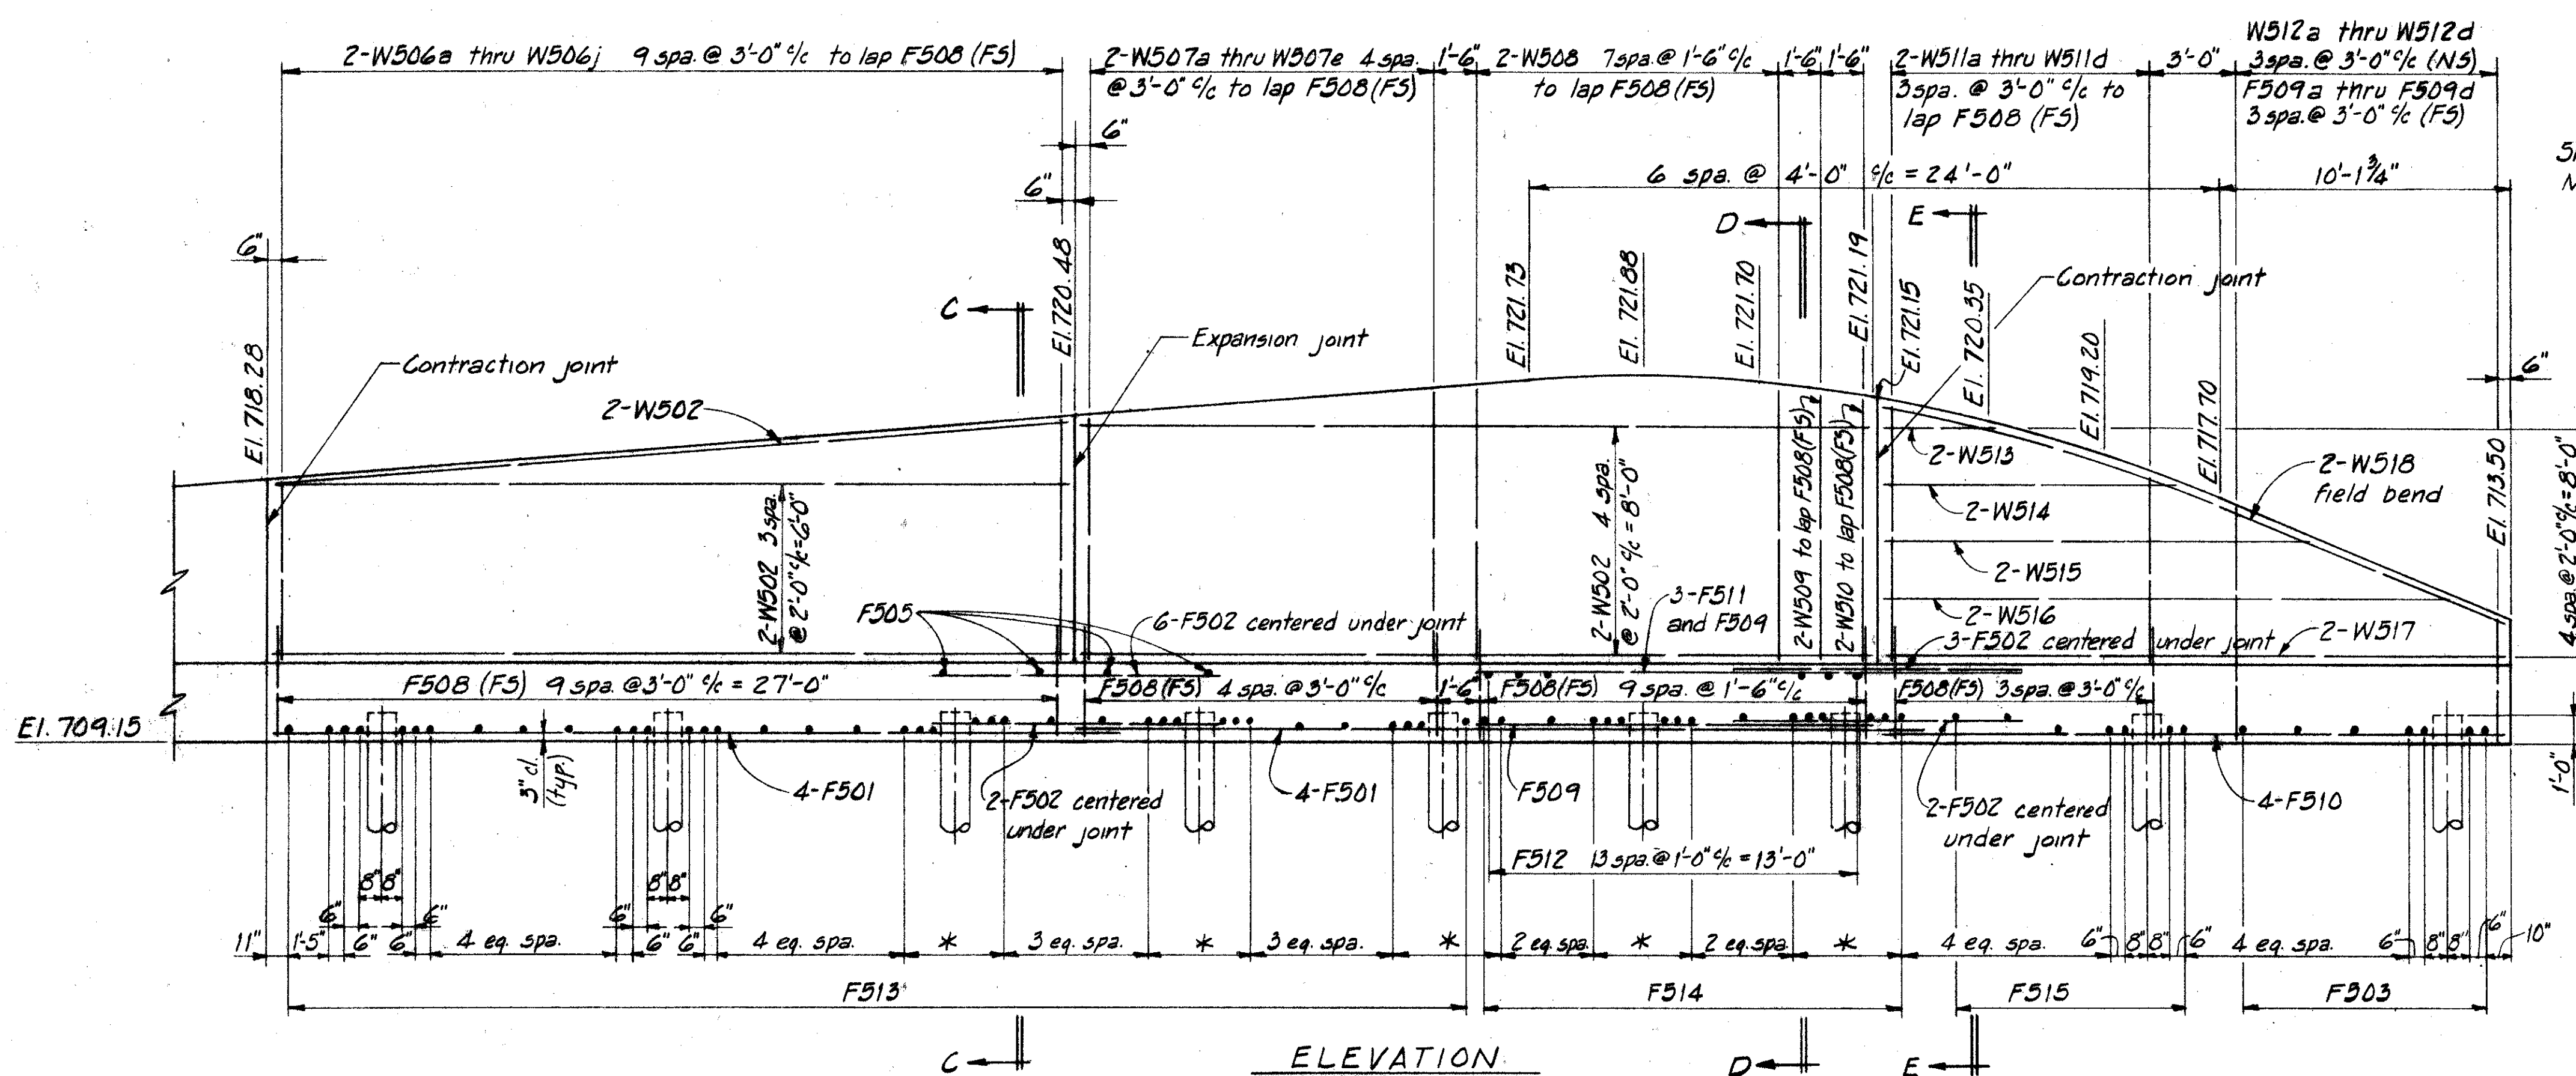 2-W506a thru W506j 9 spa. @ 3'-0" c/c to lap F508 (FS)
2-W507a thru W507e 4 spa.
@ 3'-0" c/c to lap F508 (FS)
1'-6"
2-W508 7 spa. @ 1'-6" c/c
to lap F508 (FS)
1'-6"
1'-6"
2-W511a thru W511d
3 spa. @ 3'-0" c/c to
lap F508 (FS)
3'-0"
W512a thru W512d
3 spa. @ 3'-0" c/c (NS)
F509a thru F509d
3 spa. @ 3'-0" c/c (FS)
6"
6"
6"
6 spa. @ 4'-0" c/c = 24'-0"
10'-1 3/4"
C
D
E
El. 718.28
El. 720.48
El. 721.73
El. 721.88
El. 721.70
El. 721.19
El. 721.15
El. 720.35
El. 719.20
El. 717.70
El. 713.50
6"
Contraction joint
Expansion joint
Contraction joint
2-W502
2-W502 3 spa.
@ 2'-0" c/c = 6'-0"
2-W502 4 spa.
@ 2'-0" c/c = 8'-0"
2-W509 to lap F508 (FS)
2-W510 to lap F508 (FS)
2-W513
2-W514
2-W515
2-W516
2-W517
2-W518
field bend
4 spa. @ 2'-0" c/c = 8'-0"
F505
6-F502 centered under joint
3-F511
and F509
3-F502 centered under joint
F508 (FS) 9 spa. @ 3'-0" c/c = 27'-0"
F508 (FS) 4 spa. @ 3'-0" c/c
1'-6"
F508 (FS) 9 spa. @ 1'-6" c/c
F508 (FS) 3 spa. @ 3'-0" c/c
El. 709.15
3" cl.
(typ.)
4-F501
2-F502 centered
under joint
4-F501
F509
2-F502 centered
under joint
4-F510
1'-0"
F512 13 spa. @ 1'-0" c/c = 13'-0"
8" 8"
8" 8"
6" 6" 6" 6"
11" 1'-5" 6" 6" 4 eq. spa. 6" 6" 4 eq. spa. * 3 eq. spa. * 3 eq. spa. * 2 eq. spa. * 2 eq. spa. * 4 eq. spa. 6" 8" 8" 6" 4 eq. spa. 6" 8" 8" 6" 10"
F513
F514
F515
F503
C
D
E
ELEVATION